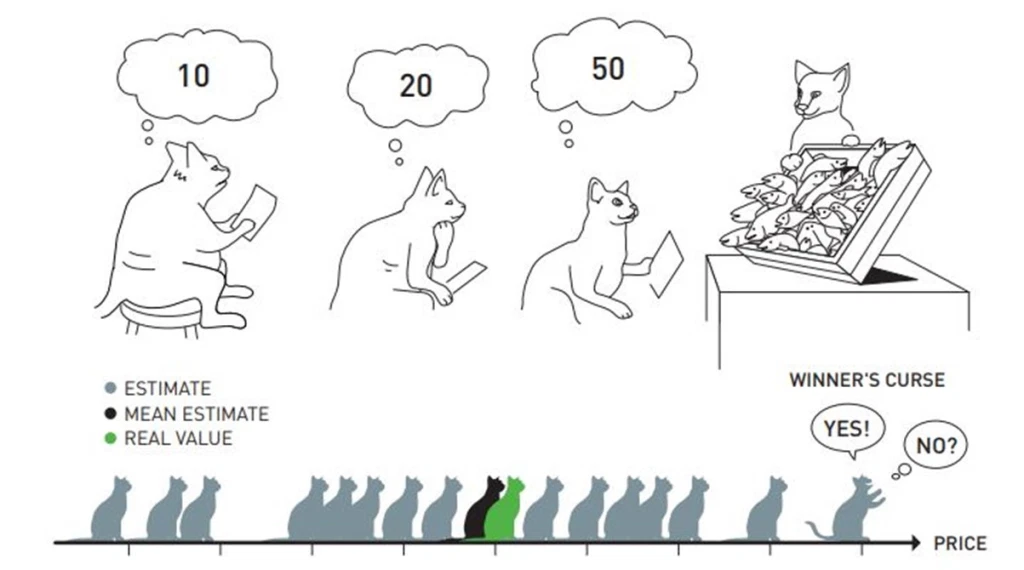 10
20
50
ESTIMATE
MEAN ESTIMATE
REAL VALUE
WINNER'S CURSE
YES!
NO?
PRICE